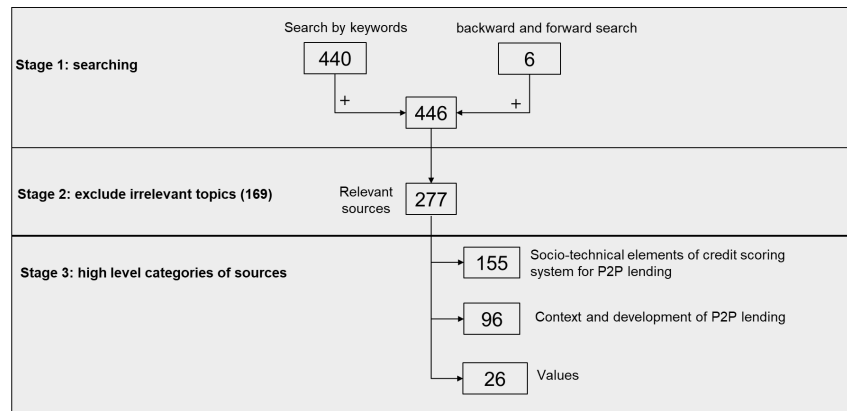 Search by keywords
backward and forward search
440
6
Stage 1: searching
+
+
446
Stage 2: exclude irrelevant topics (169)
Relevant
sources
277
Stage 3: high level categories of sources
155
Socio-technical elements of credit scoring
system for P2P lending
96
Context and development of P2P lending
26
Values